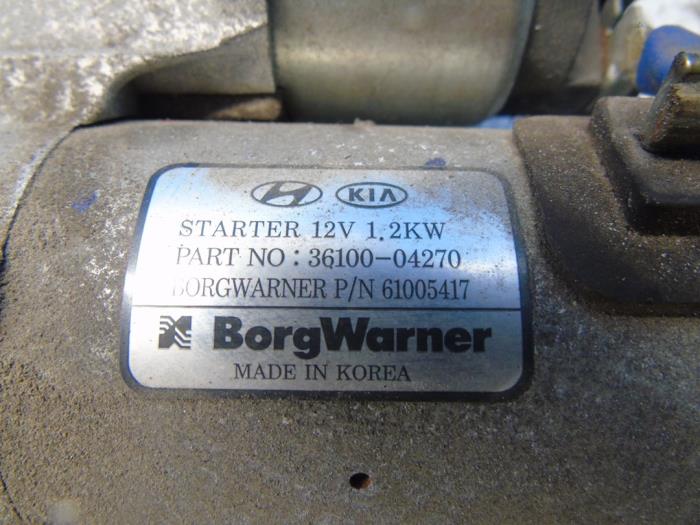 KIA
STARTER 12V 1.2KW
PART NO : 36100-04270
BORGWARNER P/N 61005417
BorgWarner
MADE IN KOREA